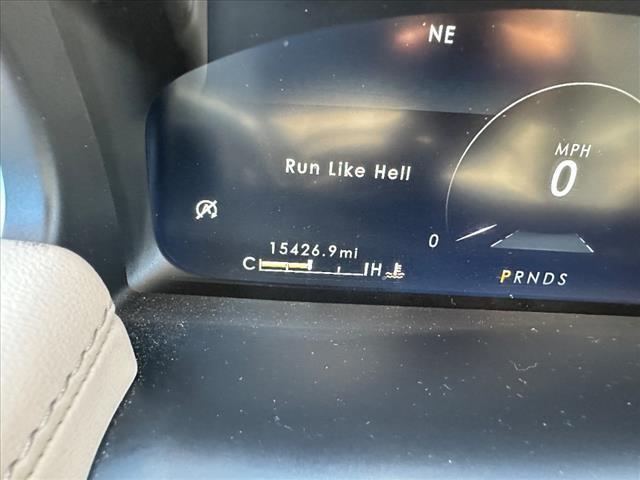 NE
MPH
0
Run Like Hell
A
0
15426.9mi
C H
PRNDS